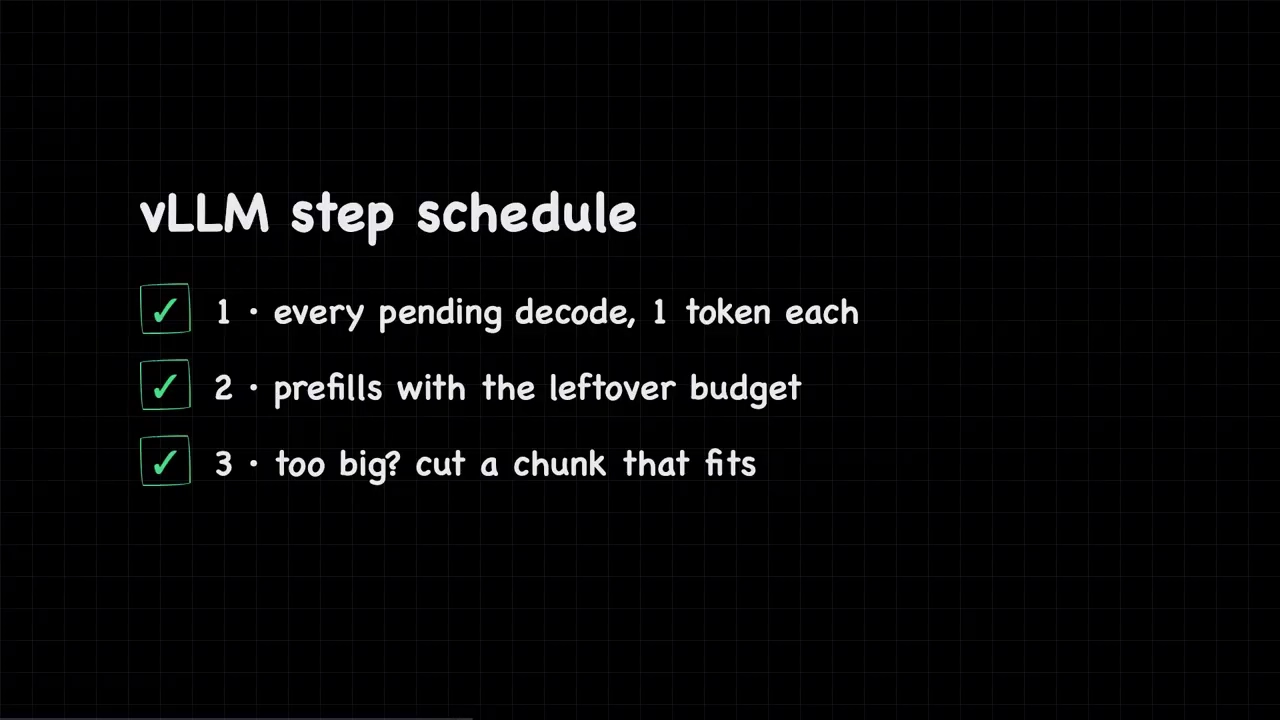 vLLM step schedule
✓ 1 · every pending decode, 1 token each
✓ 2 · prefills with the leftover budget
✓ 3 · too big? cut a chunk that fits